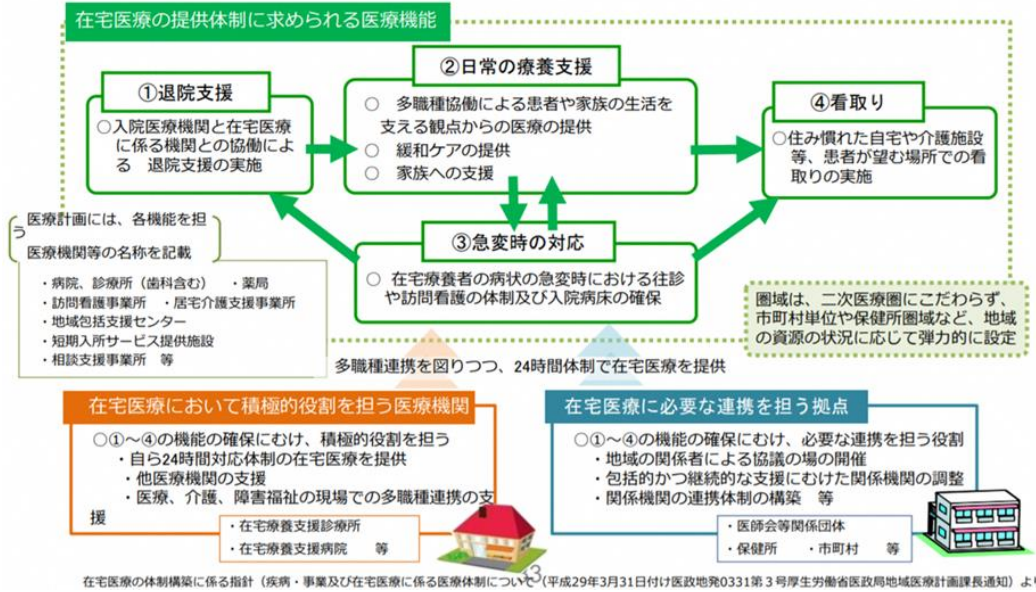 在宅医療の提供体制に求められる医療機能
①退院支援
○入院医療機関と在宅医療
に係る機関との協働によ
る 退院支援の実施
②日常の療養支援
○ 多職種協働による患者や家族の生活を
支える観点からの医療の提供
○ 緩和ケアの提供
○ 家族への支援
④看取り
○住み慣れた自宅や介護施設
等、患者が望む場所での看
取りの実施
③急変時の対応
○ 在宅療養者の病状の急変時における往診
や訪問看護の体制及び入院病床の確保
医療計画には、各機能を担
う
医療機関等の名称を記載
・病院、診療所（歯科含む） ・薬局
・訪問看護事業所 ・居宅介護支援事業所
・地域包括支援センター
・短期入所サービス提供施設
・相談支援事業所 等
圏域は、二次医療圏にこだわらず、
市町村単位や保健所圏域など、地域
の資源の状況に応じて弾力的に設定
多職種連携を図りつつ、24時間体制で在宅医療を提供
在宅医療において積極的役割を担う医療機関
○①～④の機能の確保にむけ、積極的役割を担う
・自ら24時間対応体制の在宅医療を提供
・他医療機関の支援
・医療、介護、障害福祉の現場での多職種連携の支
援
・在宅療養支援診療所
・在宅療養支援病院 等
在宅医療に必要な連携を担う拠点
○①～④の機能の確保にむけ、必要な連携を担う役割
・地域の関係者による協議の場の開催
・包括的かつ継続的な支援にむけた関係機関の調整
・関係機関の連携体制の構築 等
・医師会等関係団体
・保健所 ・市町村 等
13
在宅医療の体制構築に係る指針（疾病・事業及び在宅医療に係る医療体制について（平成29年3月31日付け医政地発0331第３号厚生労働省医政局地域医療計画課長通知）より